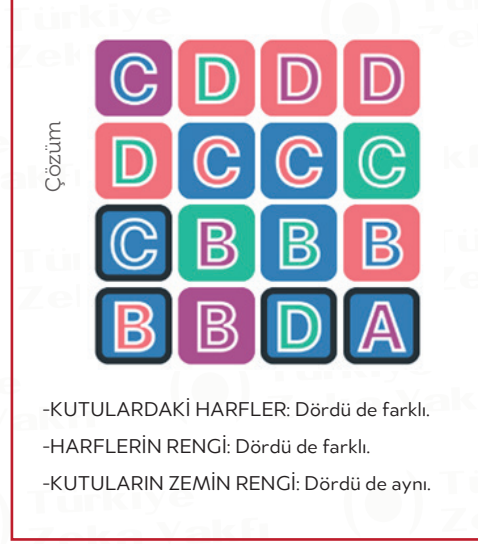 Çözüm
C D D D
D C C C
C B B B
B B D A
-KUTULARDAKİ HARFLER: Dördü de farklı.
-HARFLERİN RENGİ: Dördü de farklı.
-KUTULARIN ZEMİN RENGİ: Dördü de aynı.